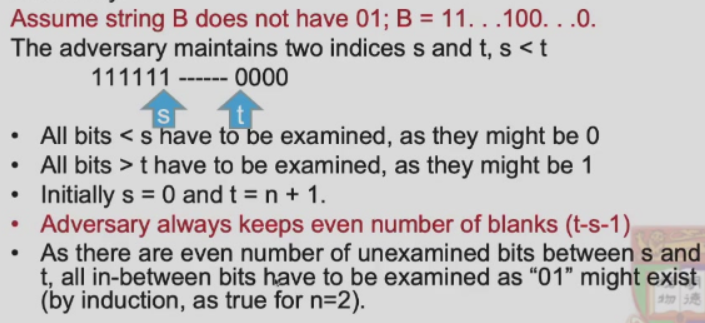 Assume string B does not have 01; B = 11. . .100. . .0.
The adversary maintains two indices s and t, s < t
111111 ------ 0000
s t
• All bits < s have to be examined, as they might be 0
• All bits > t have to be examined, as they might be 1
• Initially s = 0 and t = n + 1.
• Adversary always keeps even number of blanks (t-s-1)
• As there are even number of unexamined bits between s and
t, all in-between bits have to be examined as “01” might exist
(by induction, as true for n=2).